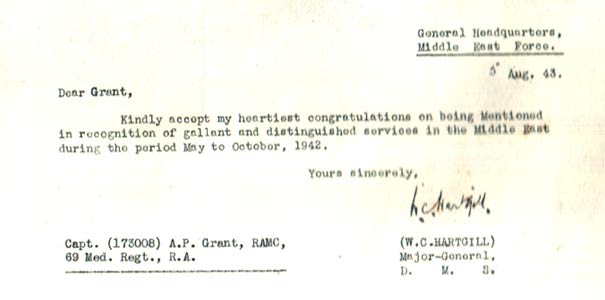 General Headquarters,
Middle East Force.
5 Aug. 43.
Dear Grant,
Kindly accept my heartiest congratulations on being Mentioned
in recognition of gallant and distinguished services in the Middle East
during the period May to October, 1942.
Yours sincerely,
W.C.Hartgill.
Capt. (173008) A.P. Grant, RAMC,
69 Med. Regt., R.A.
(W.C.HARTGILL)
Major-General,
D. M. S.